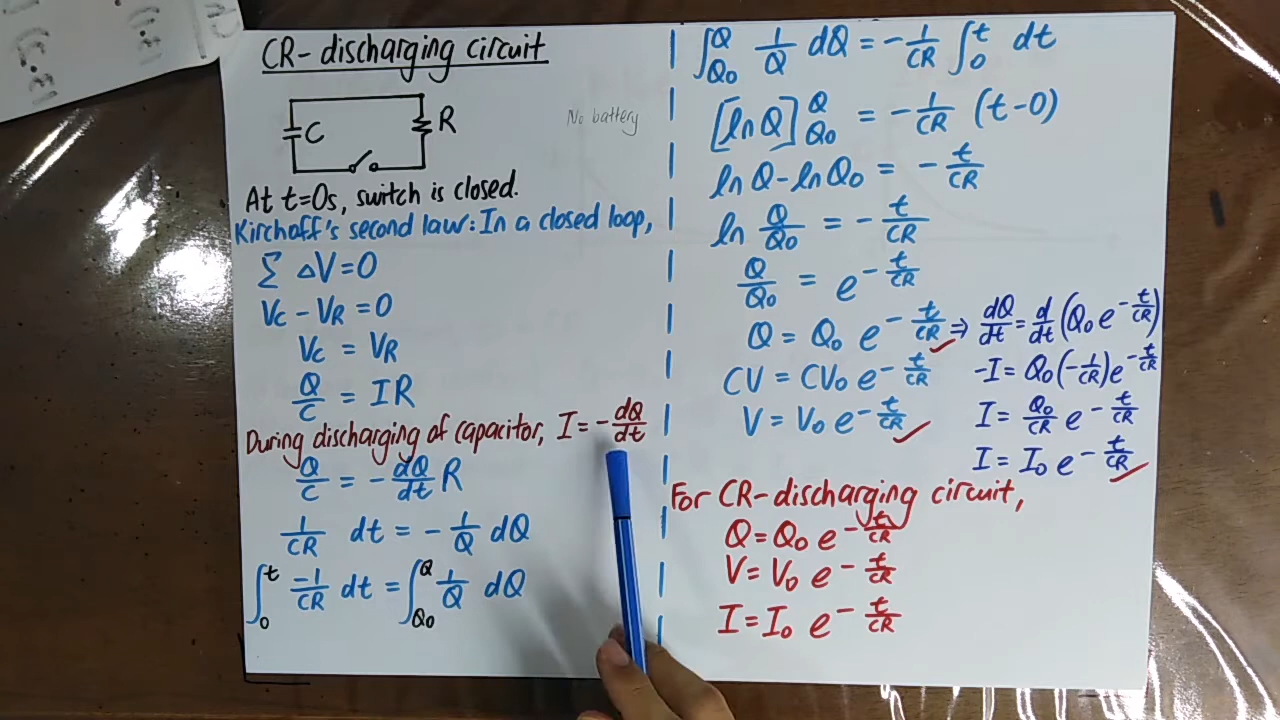 CR-discharging circuit
C
R
No battery
At t=0s, switch is closed.
Kirchoff's second law: In a closed loop,
Σ ΔV=0
Vc - VR = 0
Vc = VR
Q/C = IR
During discharging of capacitor, I = -dQ/dt
Q/C = -dQ/dt R
1/CR dt = -1/Q dQ
∫₀ᵗ -1/CR dt = ∫_Q₀^Q 1/Q dQ
∫_Q₀^Q 1/Q dQ = -1/CR ∫₀ᵗ dt
[ln Q]_Q₀^Q = -1/CR (t-0)
ln Q - ln Q₀ = -t/CR
ln Q/Q₀ = -t/CR
Q/Q₀ = e^(-t/CR)
Q = Q₀ e^(-t/CR) ⇒ dQ/dt = d/dt (Q₀ e^(-t/CR))
CV = CV₀ e^(-t/CR)
V = V₀ e^(-t/CR)
-I = Q₀(-1/CR) e^(-t/CR)
I = Q₀/CR e^(-t/CR)
I = I₀ e^(-t/CR)
For CR-discharging circuit,
Q = Q₀ e^(-t/CR)
V = V₀ e^(-t/CR)
I = I₀ e^(-t/CR)